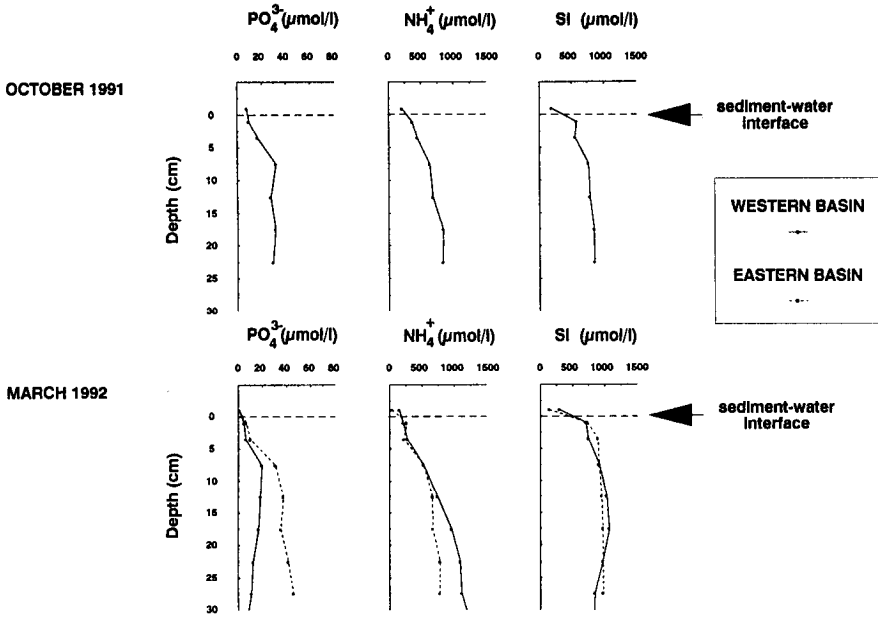 PO₄³⁻(µmol/l) NH₄⁺(µmol/l) SI (µmol/l)
0 20 40 60 80 0 500 1000 1500 0 500 1000 1500
OCTOBER 1991
sediment-water
interface
Depth (cm)
0
5
10
15
20
25
30
WESTERN BASIN
EASTERN BASIN
PO₄³⁻(µmol/l) NH₄⁺(µmol/l) SI (µmol/l)
0 20 40 60 80 0 500 1000 1500 0 500 1000 1500
MARCH 1992
sediment-water
interface
Depth (cm)
0
5
10
15
20
25
30